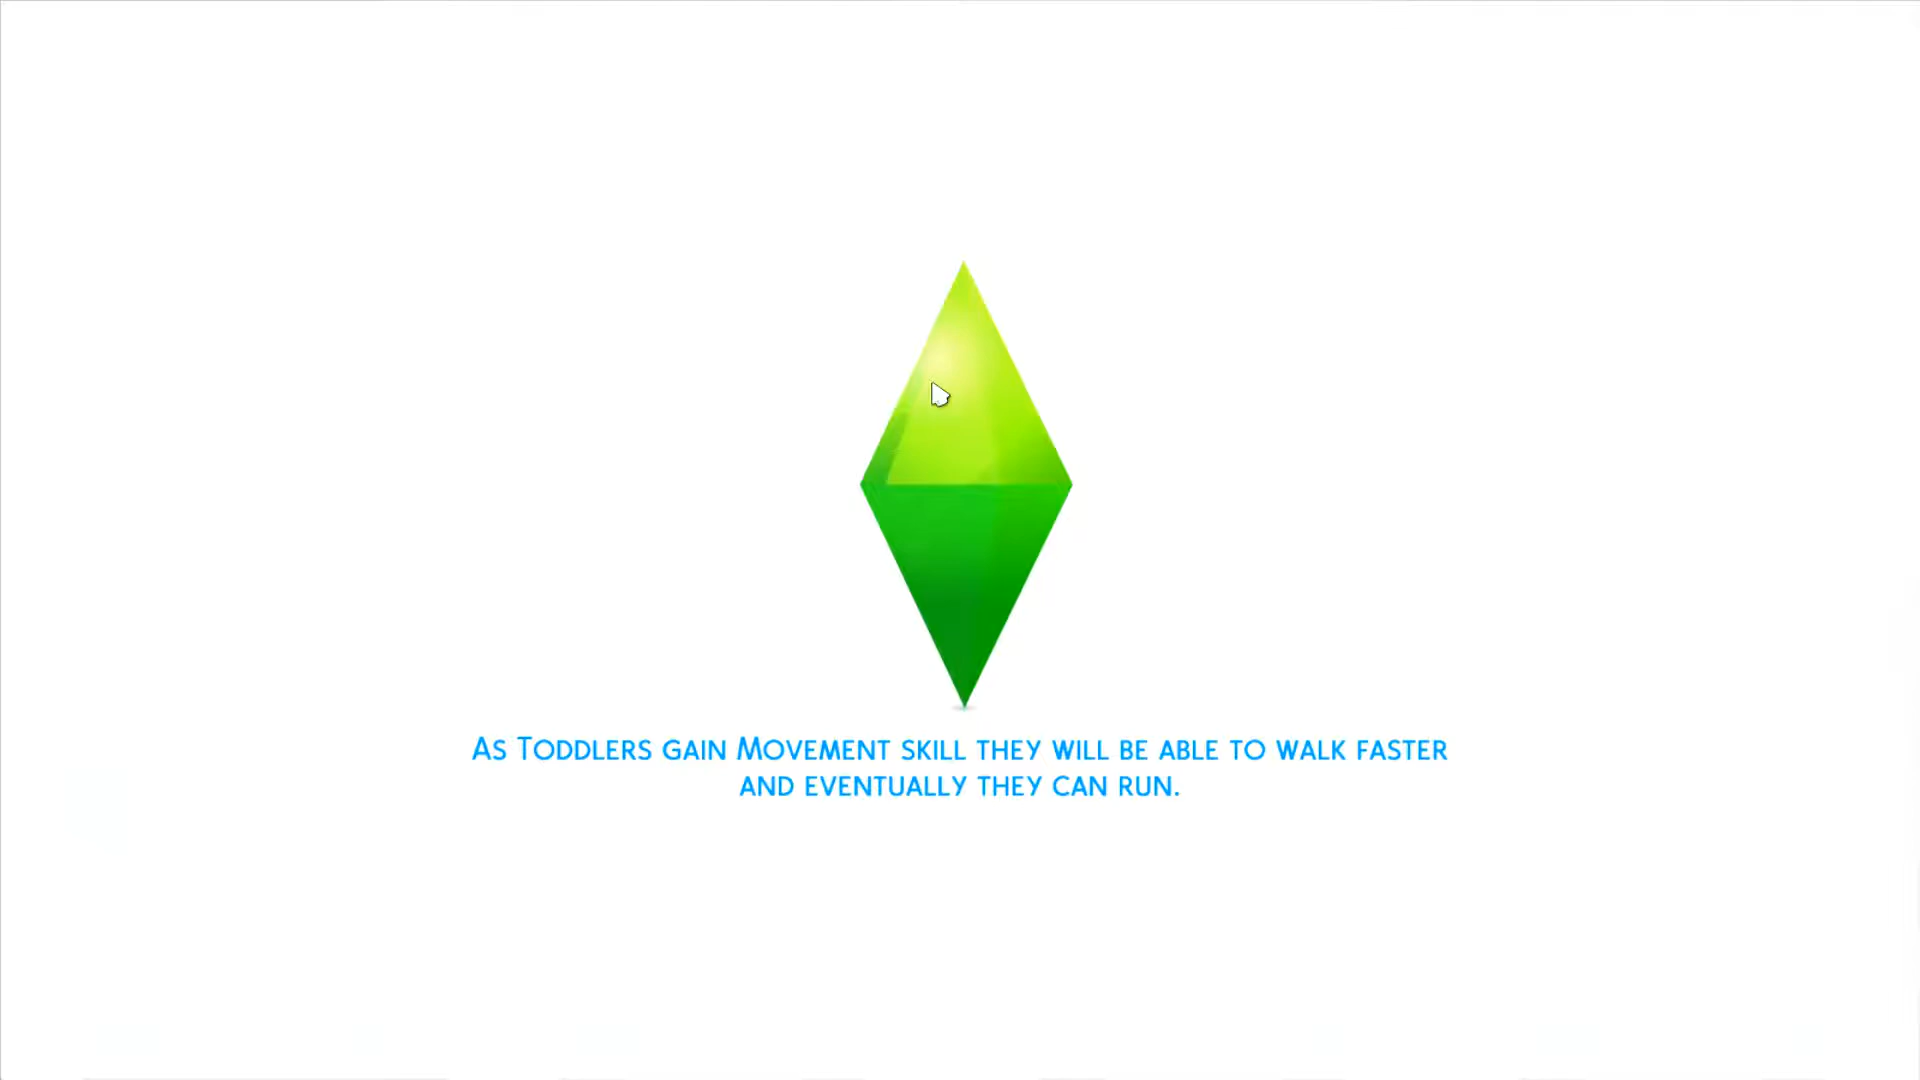 As Toddlers gain Movement skill they will be able to walk faster
and eventually they can run.